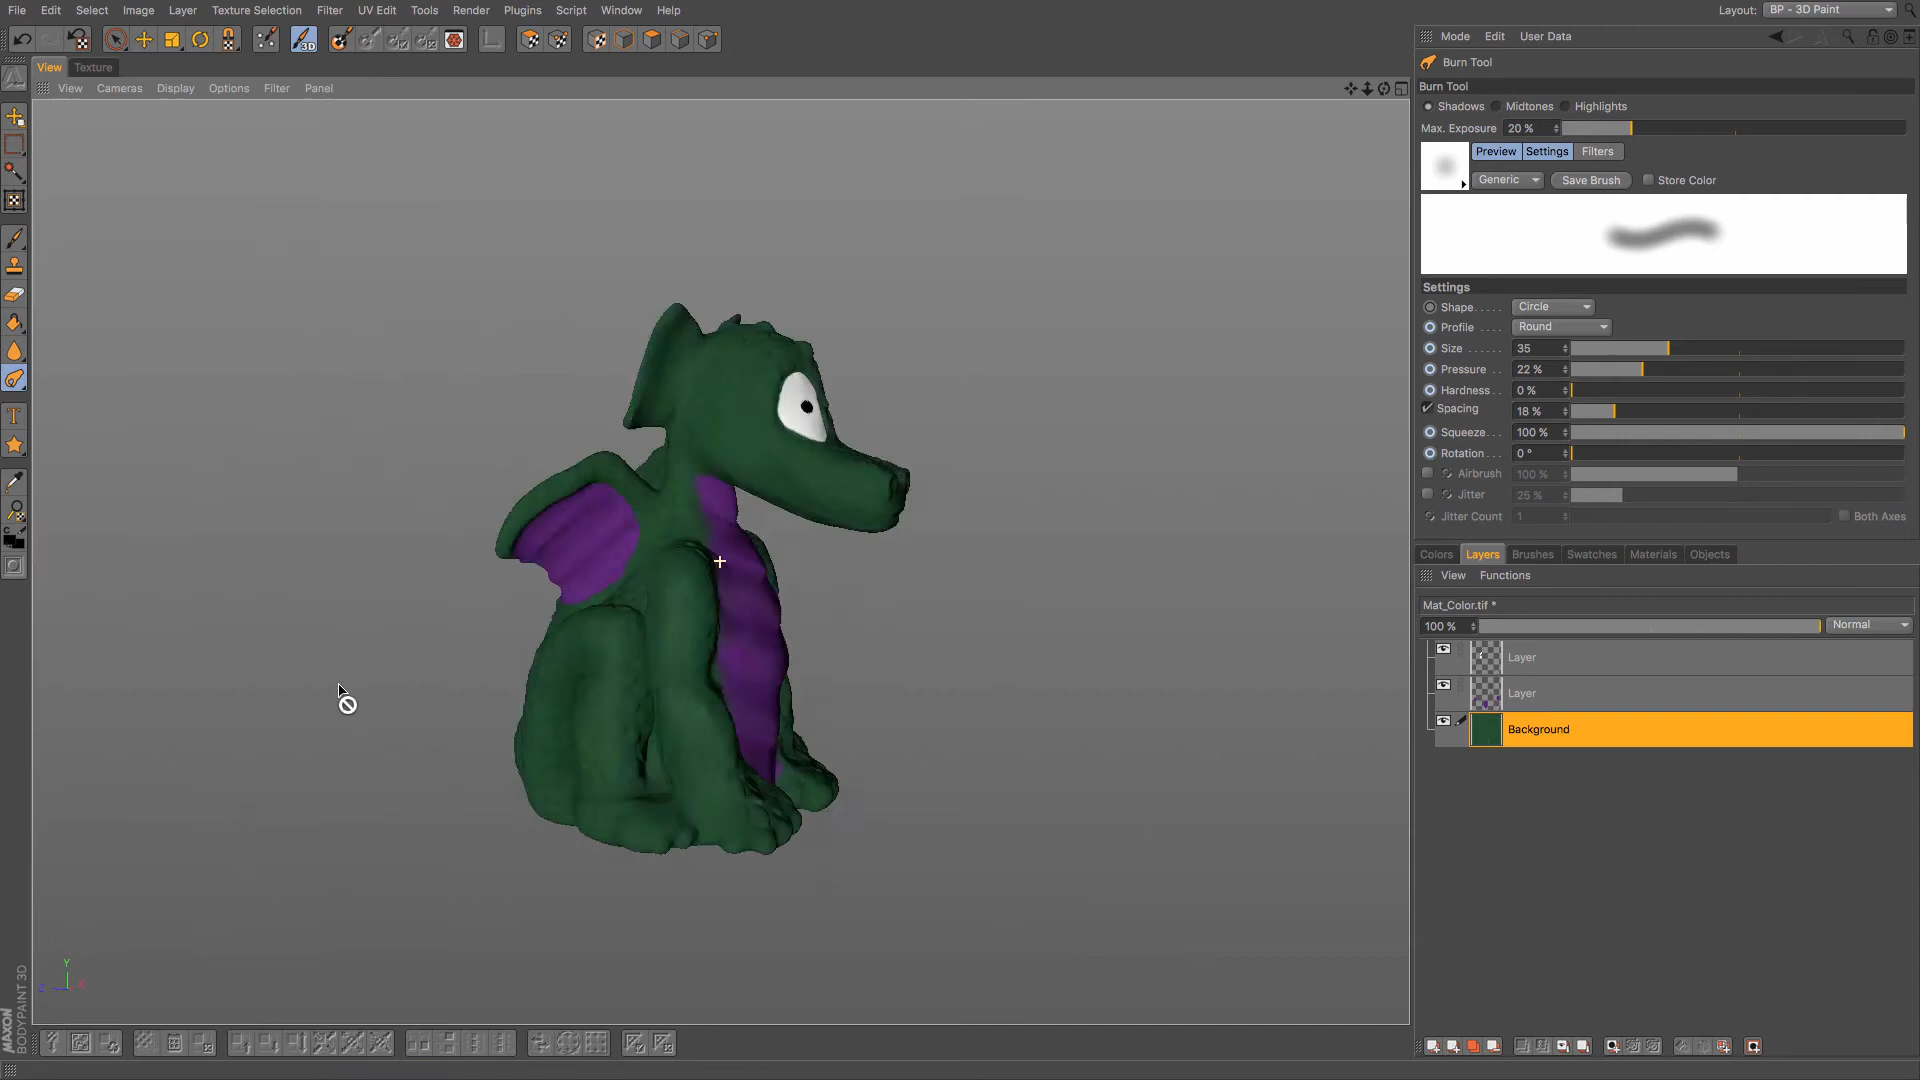 File Edit Select Image Layer Texture Selection Filter UV Edit Tools Render Plugins Script Window Help
Layout: BP - 3D Paint
3D
View Texture
View Cameras Display Options Filter Panel
Mode Edit User Data
Burn Tool
Burn Tool
Shadows Midtones Highlights
Max. Exposure 20 %
Preview Settings Filters
Generic Save Brush Store Color
Settings
Shape..... Circle
Profile .... Round
Size ...... 35
Pressure .. 22 %
Hardness . 0 %
Spacing 18 %
Squeeze... 100 %
Rotation.. 0 °
Airbrush 100 %
Jitter 25 %
Jitter Count 1 Both Axes
Colors Layers Brushes Swatches Materials Objects
View Functions
Mat_Color.tif *
100 % Normal
Layer
Layer
Background
Y
Z X
MAXON
BODYPAINT 3D